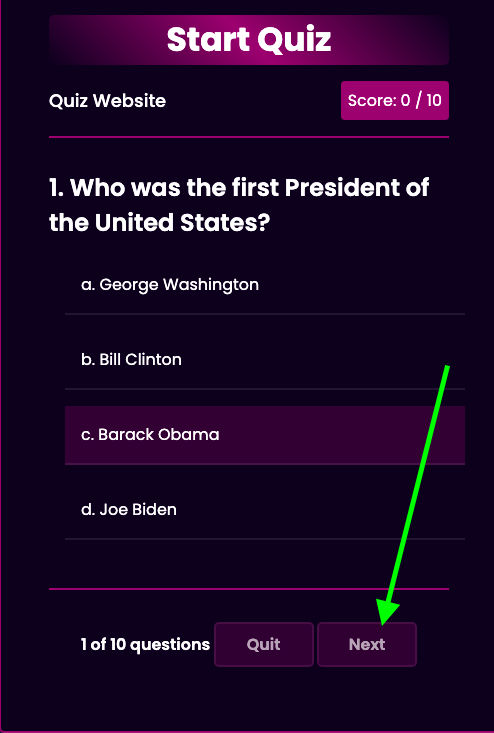 Start Quiz
Quiz Website
Score: 0 / 10
1. Who was the first President of
the United States?
a. George Washington
b. Bill Clinton
c. Barack Obama
d. Joe Biden
1 of 10 questions
Quit
Next